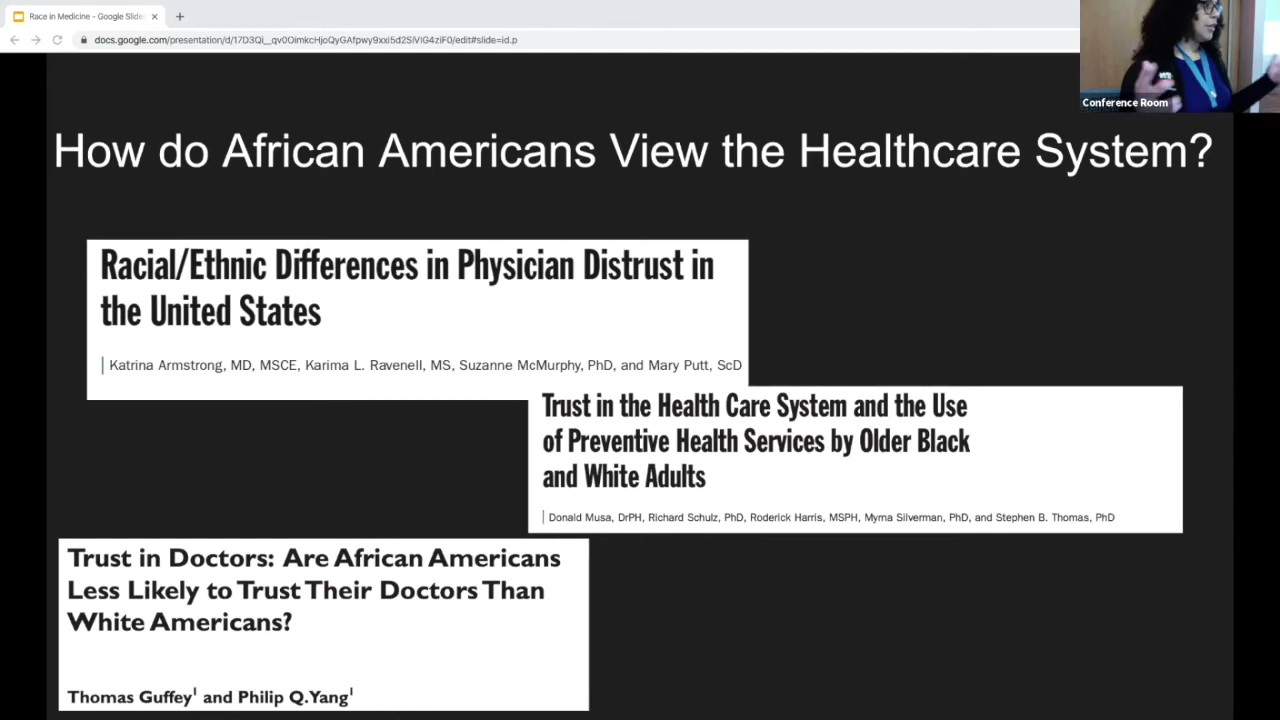 Race in Medicine - Google Slides
docs.google.com/presentation/d/17D3Qi__qv0OimkcHjoQyGAfpwy9xxi5d2SiVIG4ziF0/edit#slide=id.p
Conference Room
How do African Americans View the Healthcare System?
Racial/Ethnic Differences in Physician Distrust in
the United States
Katrina Armstrong, MD, MSCE, Karima L. Ravenell, MS, Suzanne McMurphy, PhD, and Mary Putt, ScD
Trust in the Health Care System and the Use
of Preventive Health Services by Older Black
and White Adults
Donald Musa, DrPH, Richard Schulz, PhD, Roderick Harris, MSPH, Myrna Silverman, PhD, and Stephen B. Thomas, PhD
Trust in Doctors: Are African Americans
Less Likely to Trust Their Doctors Than
White Americans?
Thomas Guffey1 and Philip Q. Yang1